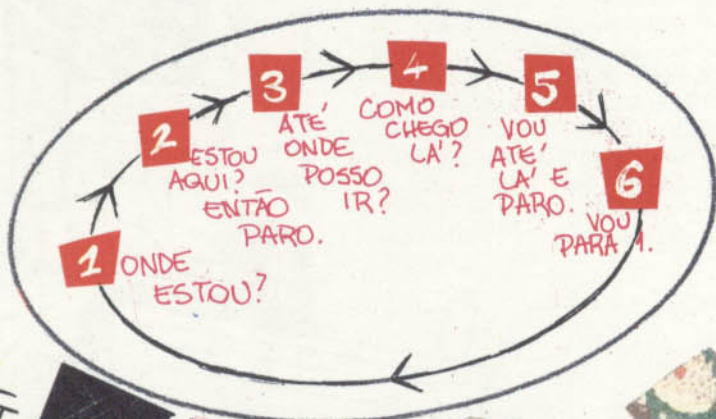 1
ONDE
ESTOU?
2
ESTOU
AQUI?
ENTÃO
PARO.
3
ATÉ
ONDE
POSSO
IR?
4
COMO
CHEGO
LÁ?
5
VOU
ATÉ
LÁ E
PARO.
6
VOU
PARA 1.